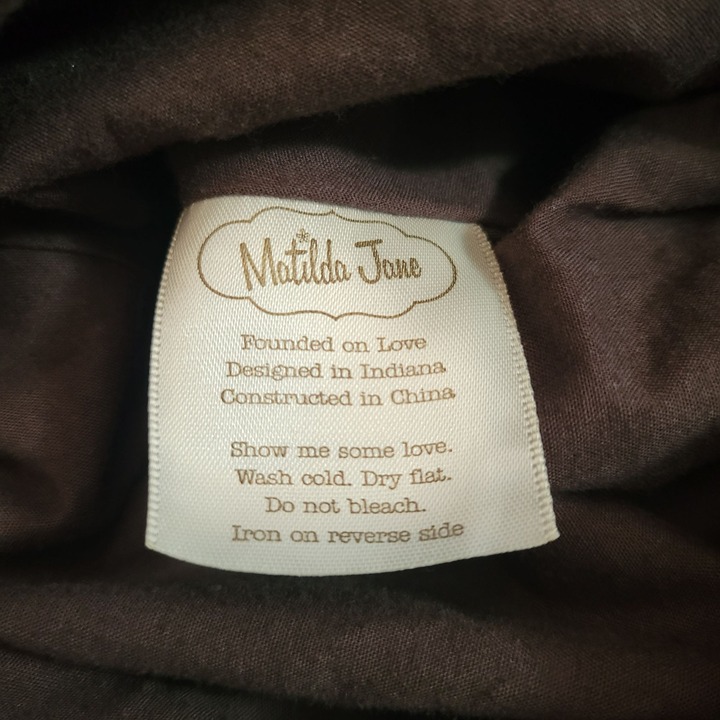 Matilda Jane
Founded on Love
Designed in Indiana
Constructed in China
Show me some love.
Wash cold. Dry flat.
Do not bleach.
Iron on reverse side